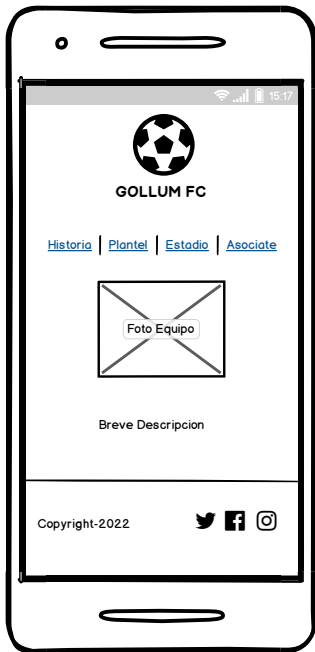 15:17
GOLLUM FC
Historia | Plantel | Estadio | Asociate
Foto Equipo
Breve Descripcion
Copyright-2022